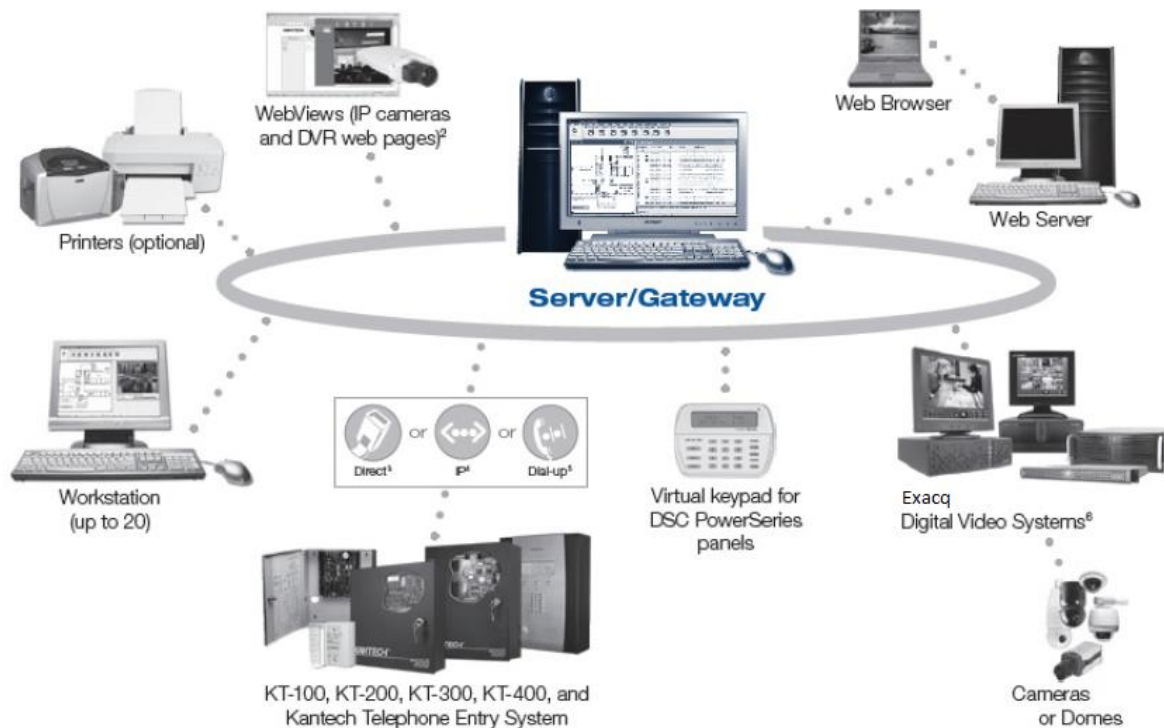 WebViews (IP cameras
and DVR web pages)²
Web Browser
Web Server
Printers (optional)
Server/Gateway
Workstation
(up to 20)
Direct³ or IP⁴ or Dial-up⁵
Virtual keypad for
DSC PowerSeries
panels
Exacq
Digital Video Systems⁶
KT-100, KT-200, KT-300, KT-400, and
Kantech Telephone Entry System
Cameras
or Domes